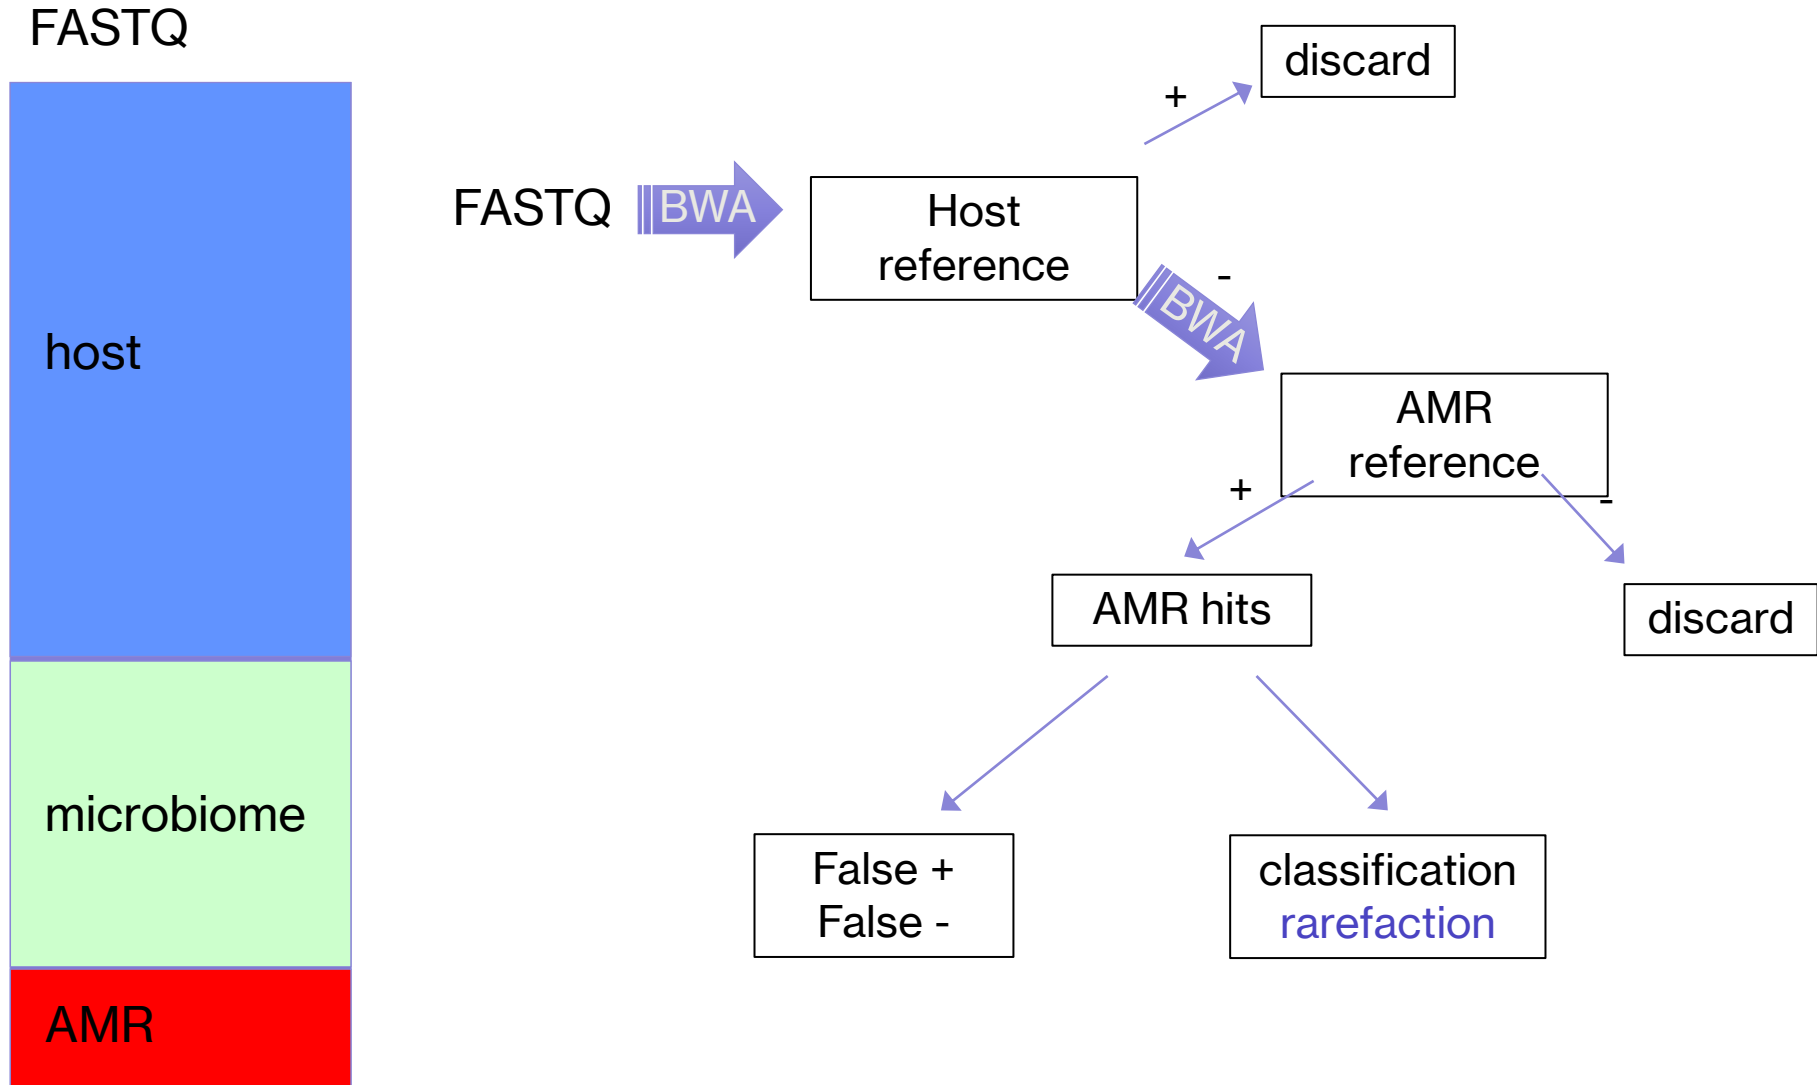 FASTQ
host
microbiome
AMR
FASTQ
BWA
Host
reference
+
discard
-
BWA
AMR
reference
+
-
AMR hits
discard
False +
False -
classification
rarefaction